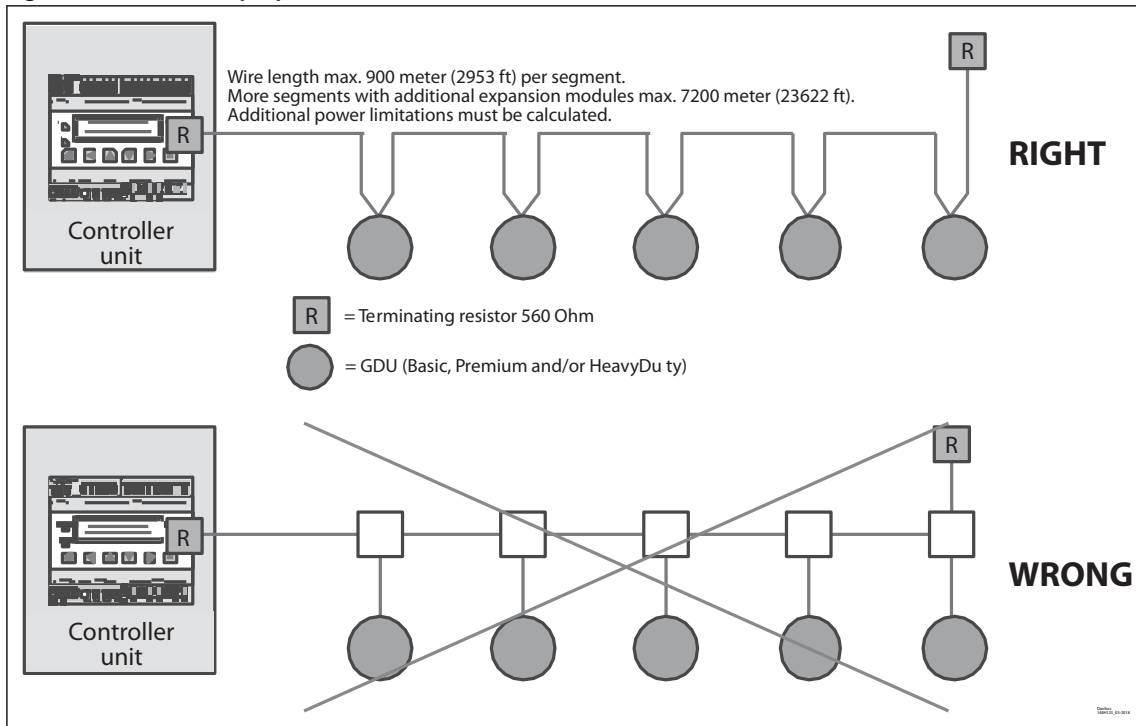 R
Wire length max. 900 meter (2953 ft) per segment.
More segments with additional expansion modules max. 7200 meter (23622 ft).
Additional power limitations must be calculated.
R
RIGHT
Controller
unit
R = Terminating resistor 560 Ohm
= GDU (Basic, Premium and/or HeavyDu ty)
R
R
WRONG
Controller
unit
Danfoss